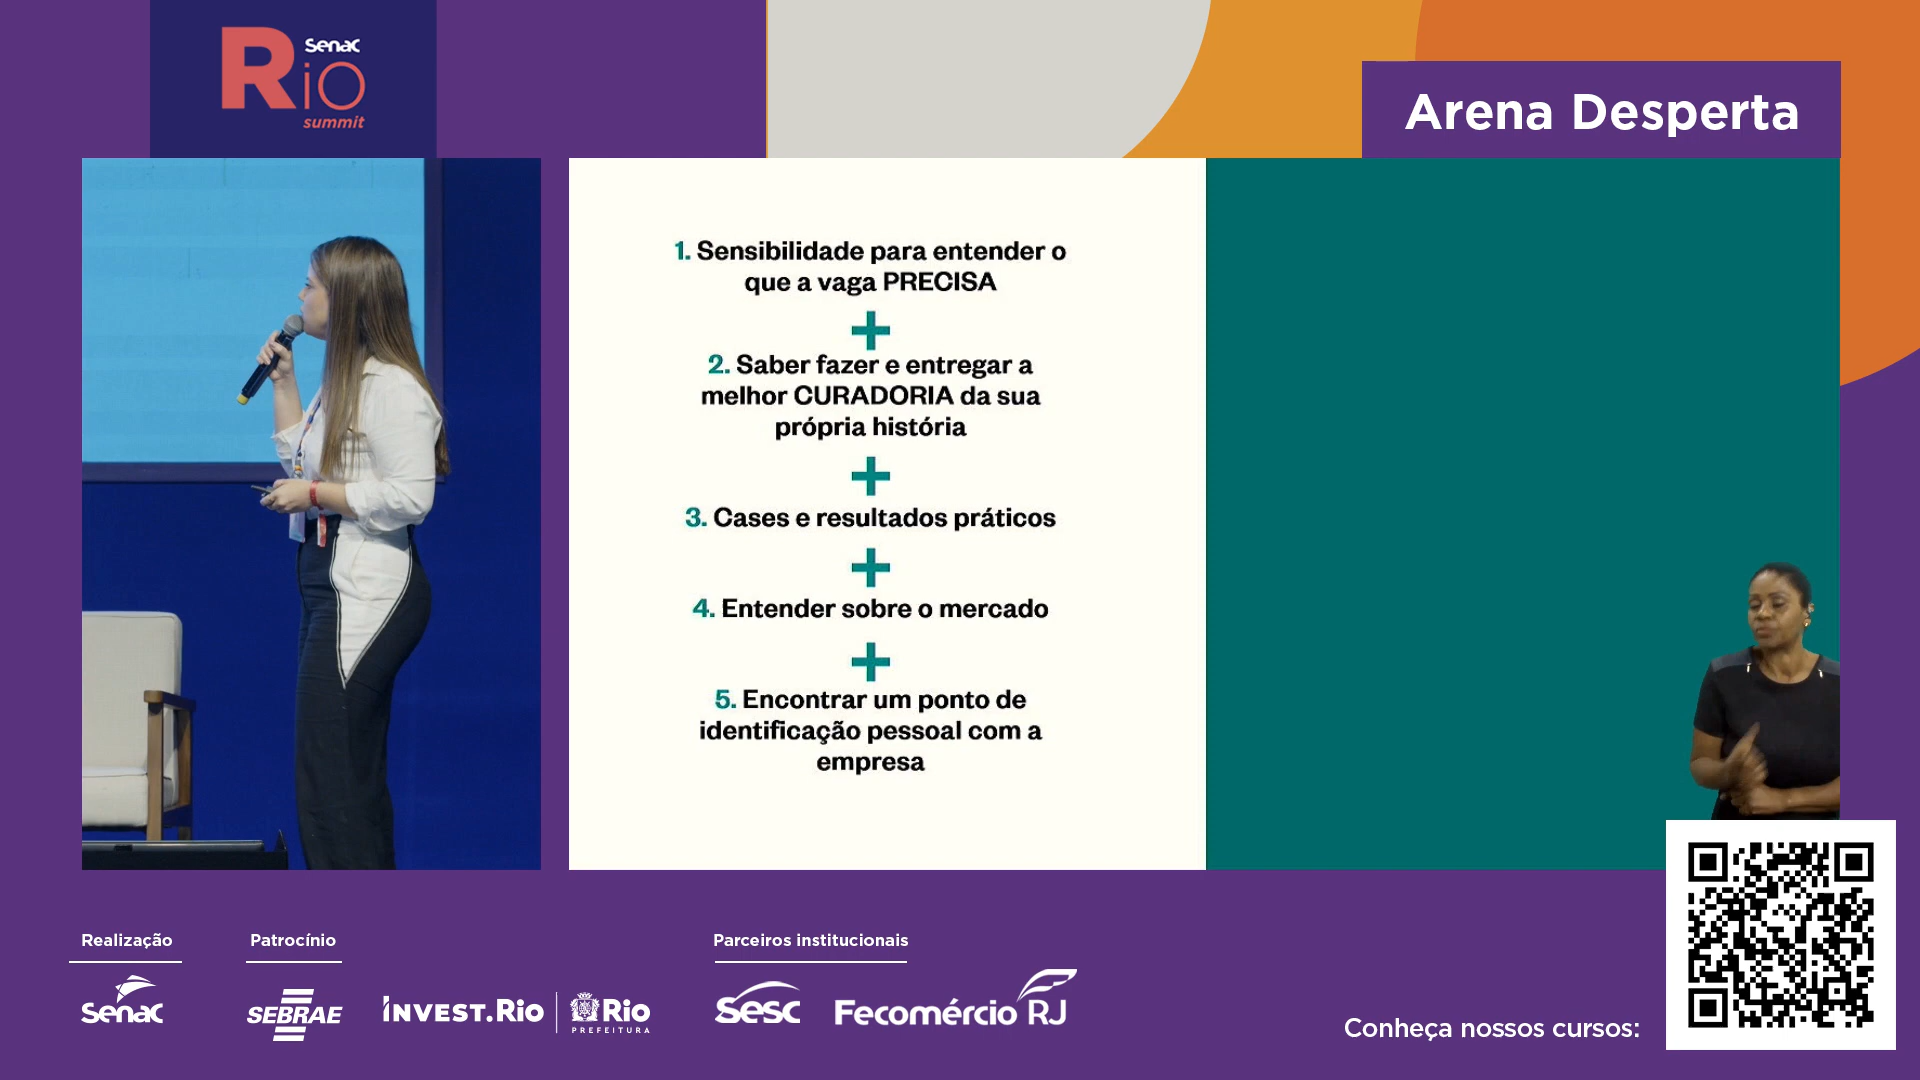 Senac
Rio
summit
Arena Desperta
1. Sensibilidade para entender o
que a vaga PRECISA
+
2. Saber fazer e entregar a
melhor CURADORIA da sua
própria história
+
3. Cases e resultados práticos
+
4. Entender sobre o mercado
+
5. Encontrar um ponto de
identificação pessoal com a
empresa
Realização
Patrocínio
Parceiros institucionais
Senac
SEBRAE
INVEST.Rio
Rio
PREFEITURA
Sesc
Fecomércio RJ
Conheça nossos cursos: